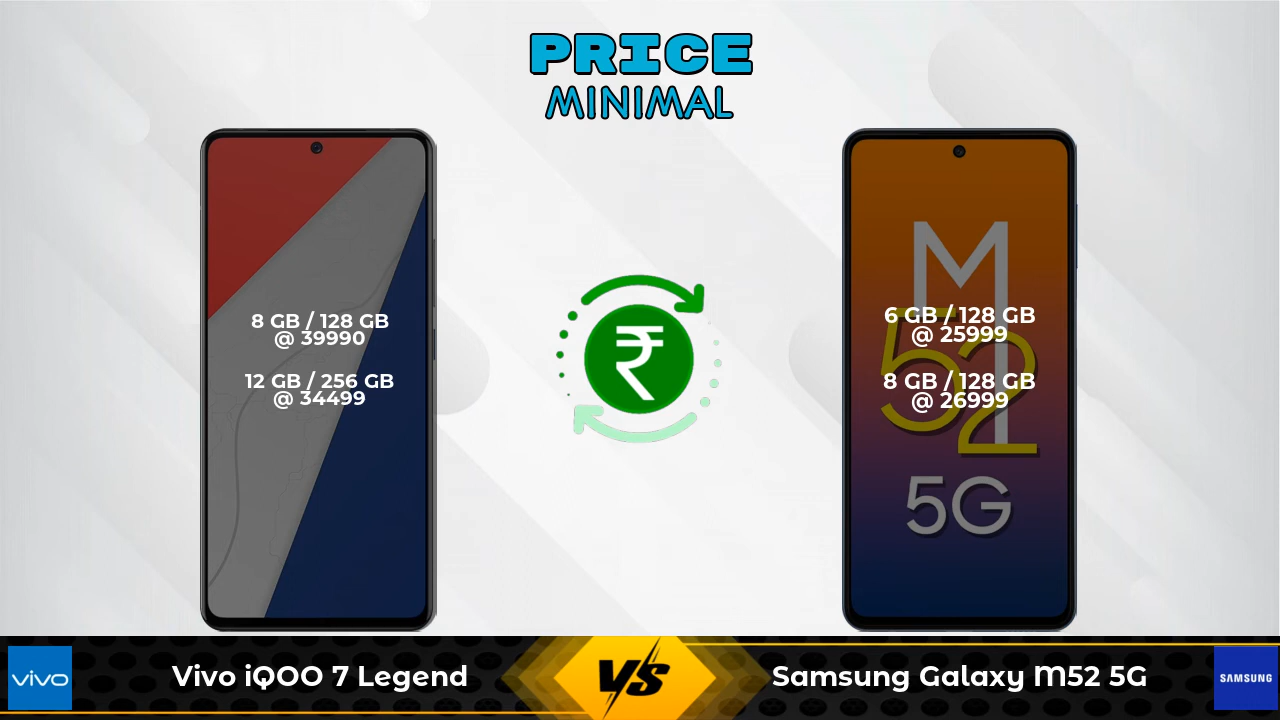 PRICE
MINIMAL
8 GB / 128 GB
@ 39990
12 GB / 256 GB
@ 34499
₹
M
52
5G
6 GB / 128 GB
@ 25999
8 GB / 128 GB
@ 26999
vivo
Vivo iQOO 7 Legend
VS
Samsung Galaxy M52 5G
SAMSUNG